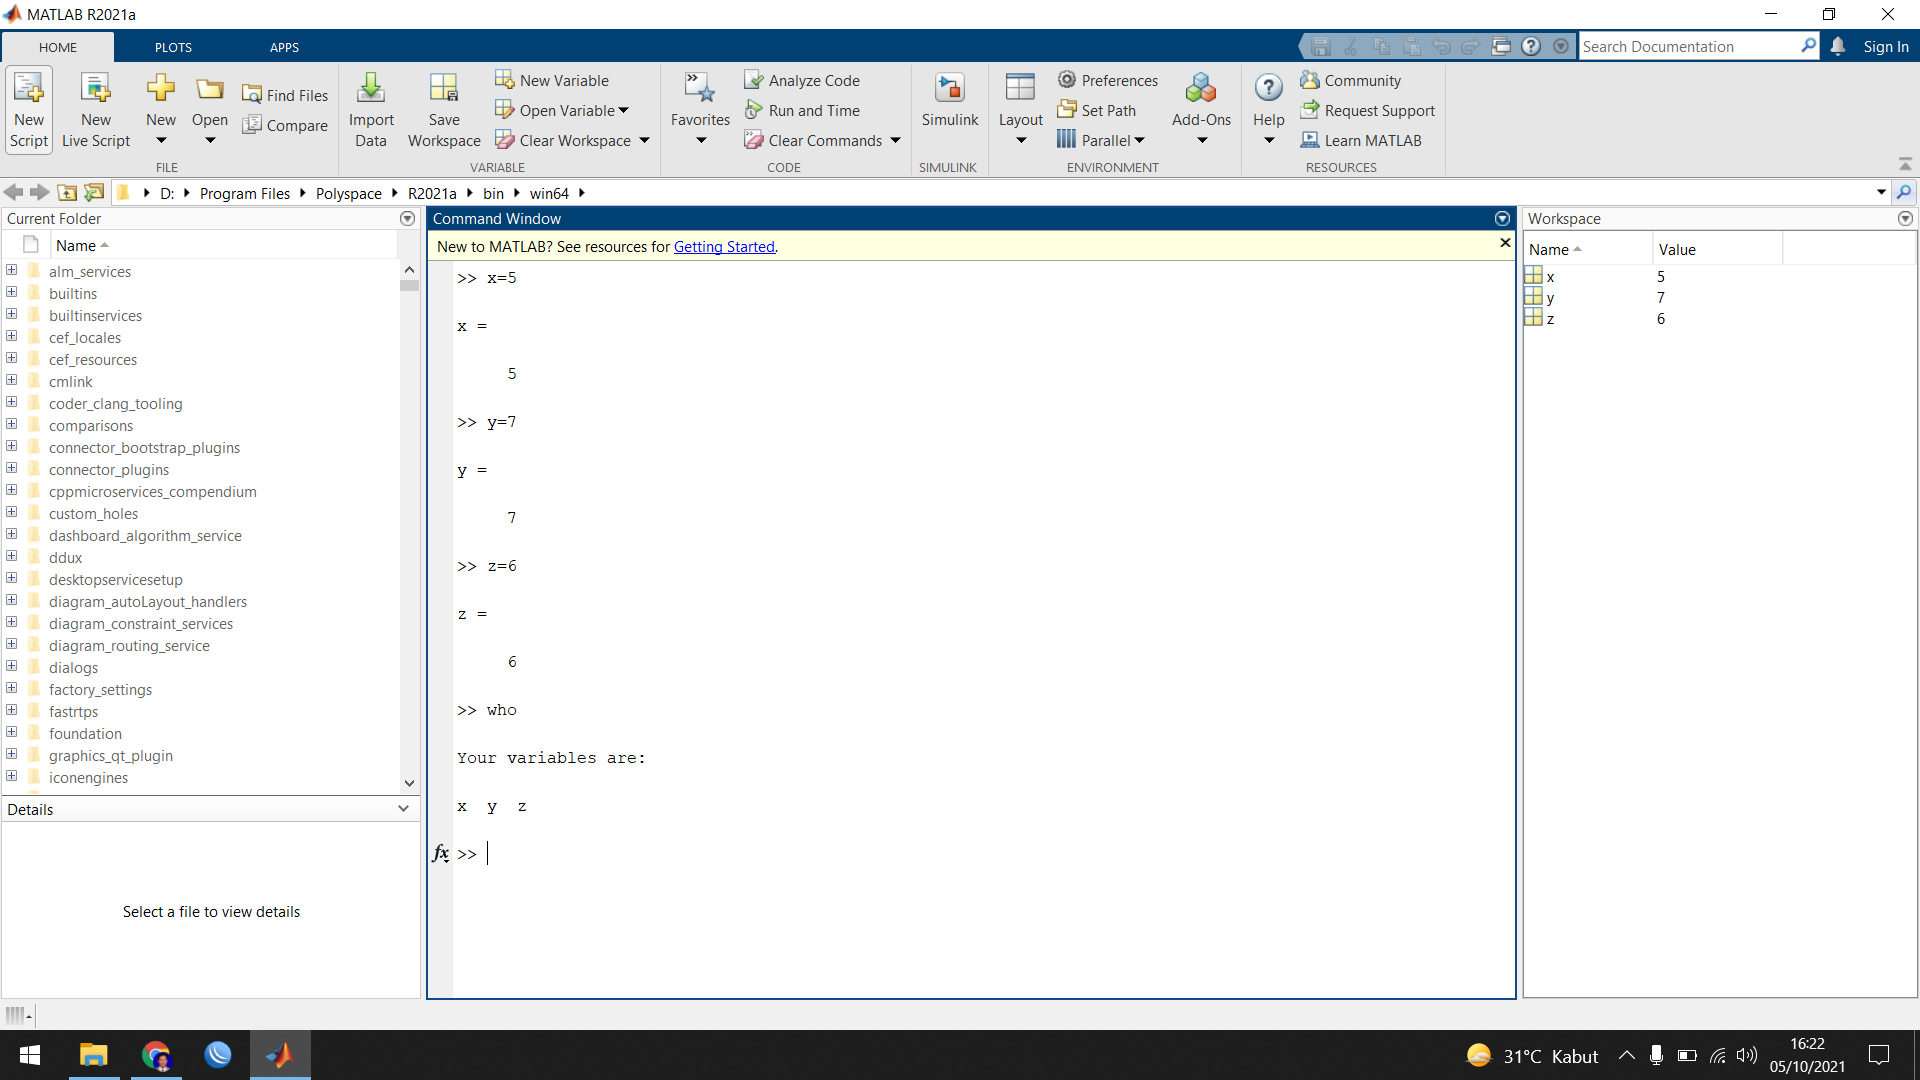 MATLAB R2021a
HOME PLOTS APPS
Search Documentation
Sign In
New Script
New Live Script
New
Open
Find Files
Compare
FILE
Import Data
Save Workspace
New Variable
Open Variable
Clear Workspace
VARIABLE
Favorites
Analyze Code
Run and Time
Clear Commands
CODE
Simulink
SIMULINK
Layout
Preferences
Set Path
Parallel
Add-Ons
ENVIRONMENT
? Help
Community
Request Support
Learn MATLAB
RESOURCES
D: Program Files Polyspace R2021a bin win64
Current Folder
Name
alm_services
builtins
builtinservices
cef_locales
cef_resources
cmlink
coder_clang_tooling
comparisons
connector_bootstrap_plugins
connector_plugins
cppmicroservices_compendium
custom_holes
dashboard_algorithm_service
ddux
desktopservicesetup
diagram_autoLayout_handlers
diagram_constraint_services
diagram_routing_service
dialogs
factory_settings
fastrtps
foundation
graphics_qt_plugin
iconengines
Details
Select a file to view details
Command Window
New to MATLAB? See resources for Getting Started.
>> x=5
x =
5
>> y=7
y =
7
>> z=6
z =
6
>> who
Your variables are:
x y z
fx >>
Workspace
Name Value
x 5
y 7
z 6
31°C Kabut
16:22
05/10/2021